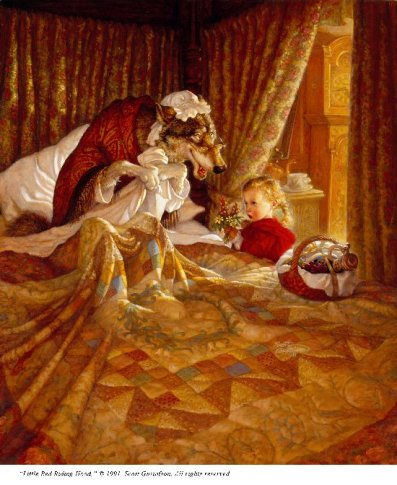 "Little Red Riding Hood," © 1991 Scott Gustafson. All rights reserved